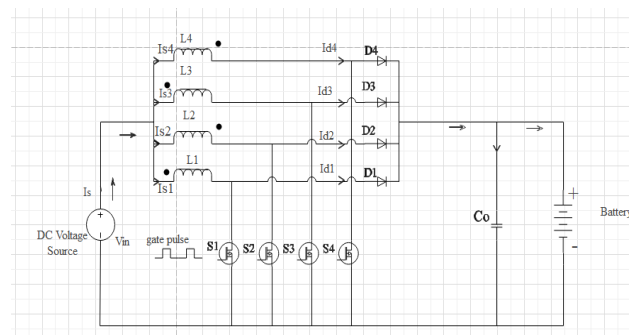 L4
Is4
Id4
D4
L3
Is3
Id3
D3
L2
Is2
Id2
D2
L1
Is1
Id1
D1
Is
+
-
DC Voltage
Source
Vin
gate pulse
S1
S2
S3
S4
Co
+
Battery
-